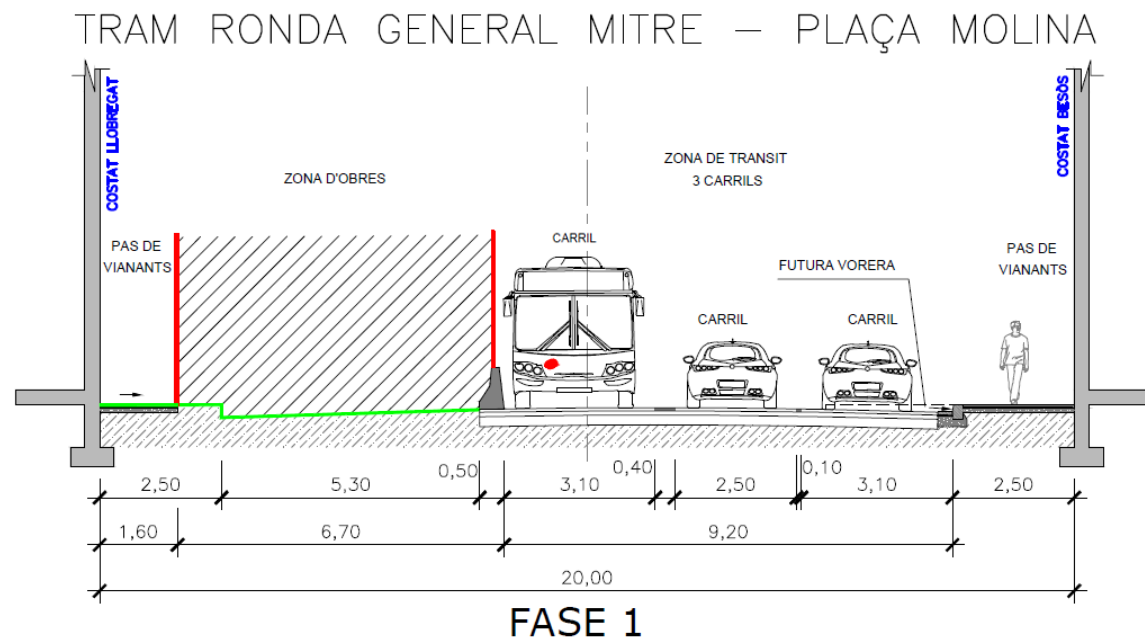 TRAM RONDA GENERAL MITRE – PLAÇA MOLINA
COSTAT LLOBREGAT
COSTAT BESÒS
ZONA DE TRANSIT
3 CARRILS
ZONA D'OBRES
CARRIL
PAS DE
VIANANTS
FUTURA VORERA
PAS DE
VIANANTS
CARRIL
CARRIL
2,50
5,30
0,50
3,10
0,40
2,50
0,10
3,10
2,50
1,60
6,70
9,20
20,00
FASE 1